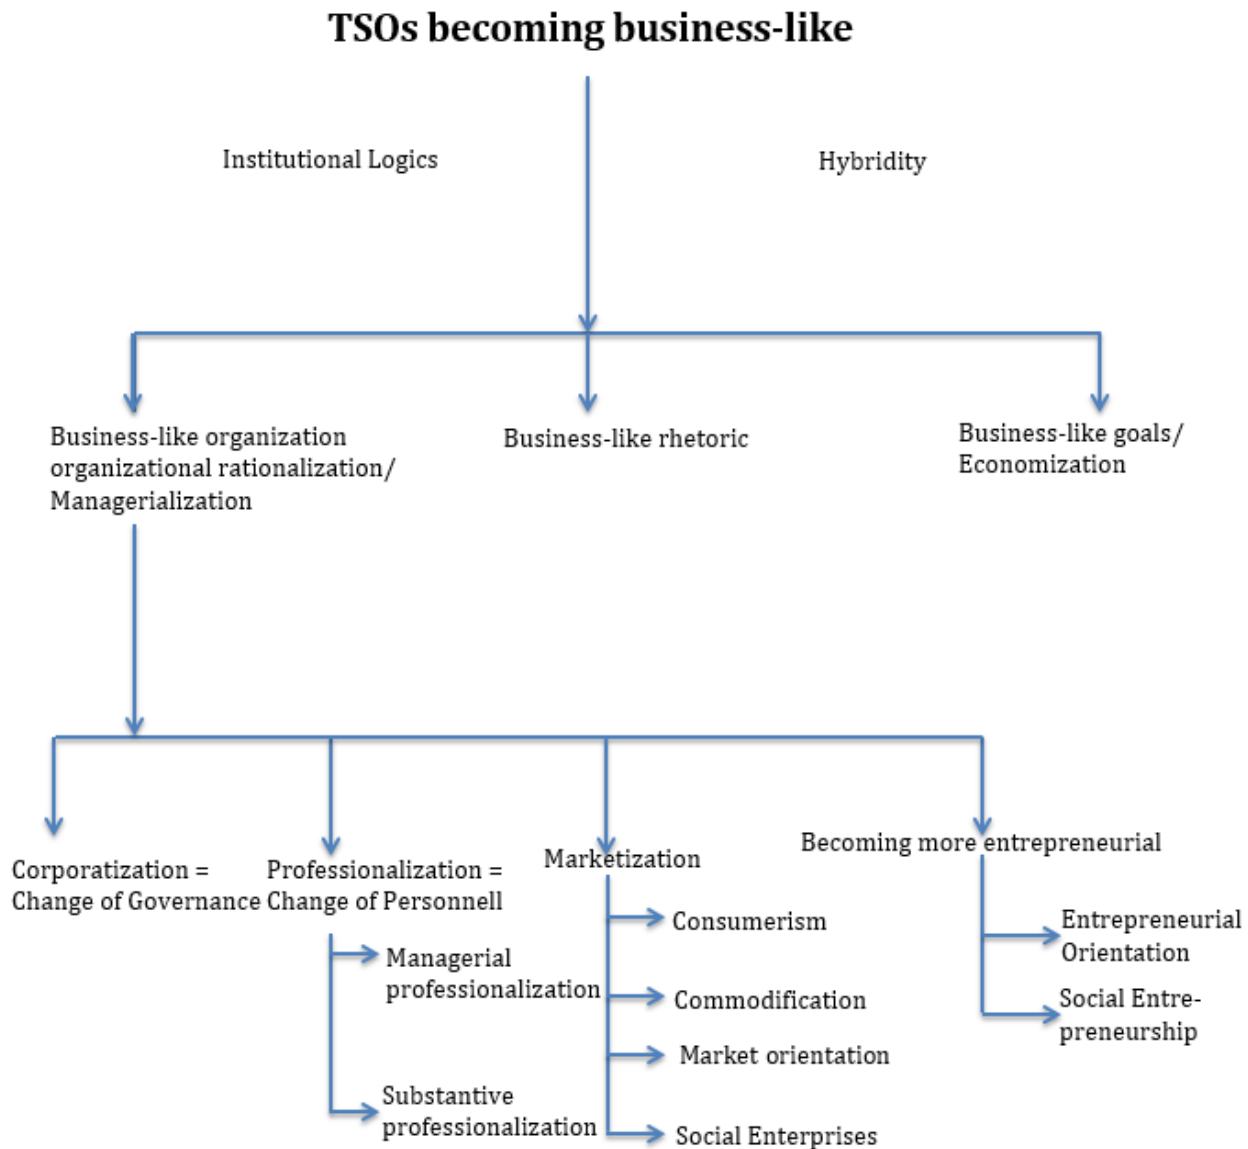 TSOs becoming business-like
Institutional Logics
Hybridity
Business-like organization
organizational rationalization/
Managerialization
Business-like rhetoric
Business-like goals/
Economization
Corporatization =
Change of Governance
Professionalization =
Change of Personnell
Managerial
professionalization
Substantive
professionalization
Marketization
Consumerism
Commodification
Market orientation
Social Enterprises
Becoming more entrepreneurial
Entrepreneurial
Orientation
Social Entre-
preneurship